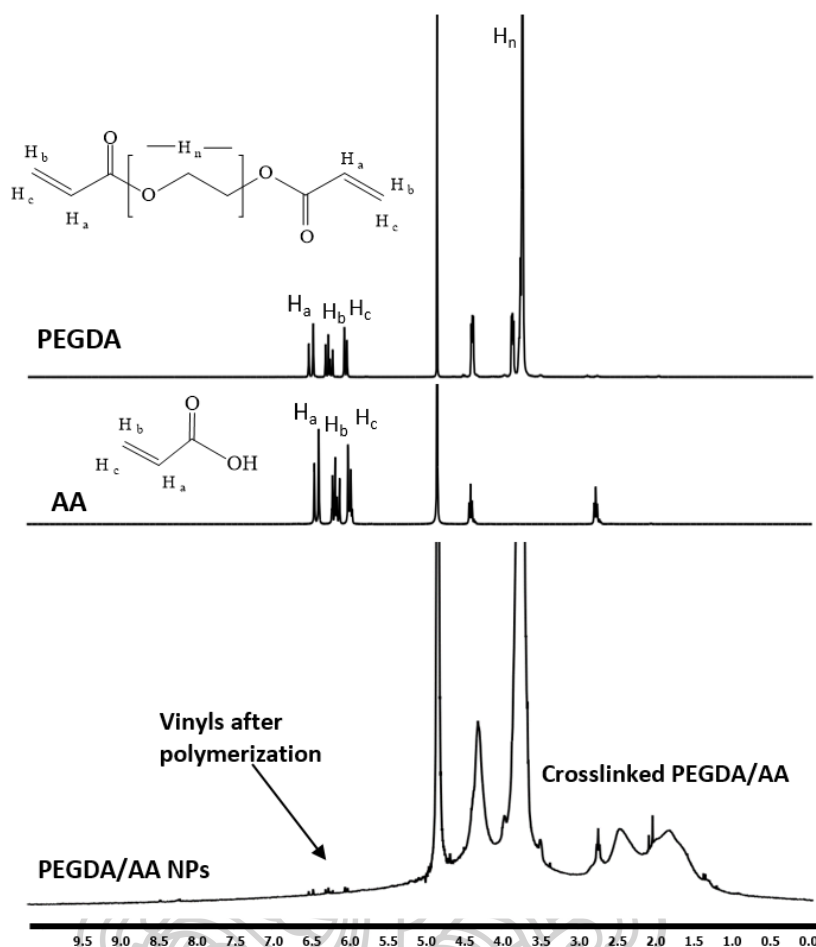 Hn
O
Hb
Hn
Ha
Hc
O
O
Hb
Ha
O
Hc
Ha
Hb
Hc
PEGDA
Ha
Hb
Hc
O
Hb
Hc
OH
Ha
AA
Vinyls after
polymerization
Crosslinked PEGDA/AA
PEGDA/AA NPs
9.5 9.0 8.5 8.0 7.5 7.0 6.5 6.0 5.5 5.0 4.5 4.0 3.5 3.0 2.5 2.0 1.5 1.0 0.5 0.0